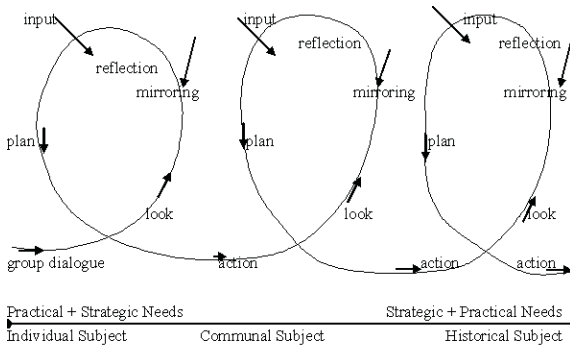 input
input
input
reflection
reflection
reflection
mirroring
mirroring
mirroring
plan
plan
plan
look
look
look
group dialogue
action
action
action
Practical + Strategic Needs
Strategic + Practical Needs
Individual Subject
Communal Subject
Historical Subject